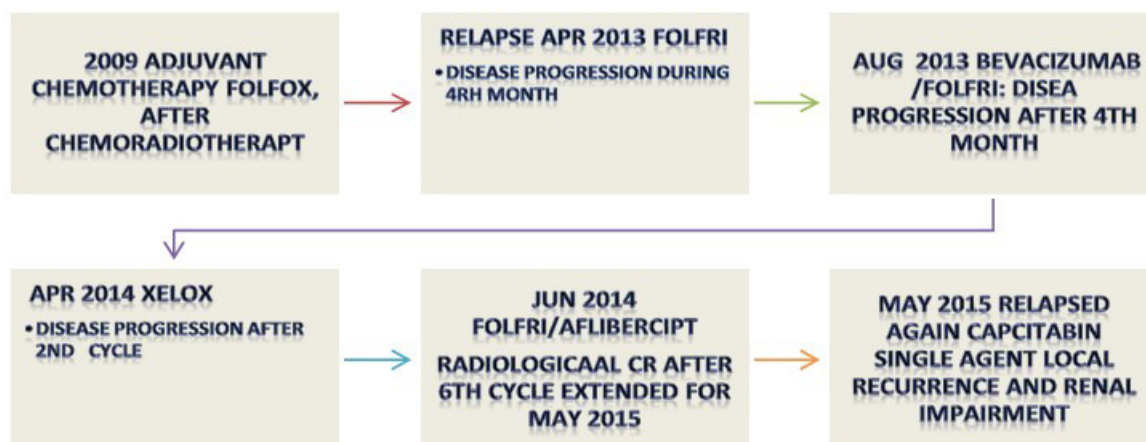 2009 ADJUVANT
CHEMOTHERAPY FOLFOX,
AFTER
CHEMORADIOTHERAPT
RELAPSE APR 2013 FOLFRI
•DISEASE PROGRESSION DURING
4RH MONTH
AUG 2013 BEVACIZUMAB
/FOLFRI: DISEA
PROGRESSION AFTER 4TH
MONTH
APR 2014 XELOX
•DISEASE PROGRESSION AFTER
2ND CYCLE
JUN 2014
FOLFRI/AFLIBERCIPT
RADIOLOGICAAL CR AFTER
6TH CYCLE EXTENDED FOR
MAY 2015
MAY 2015 RELAPSED
AGAIN CAPCITABIN
SINGLE AGENT LOCAL
RECURRENCE AND RENAL
IMPAIRMENT